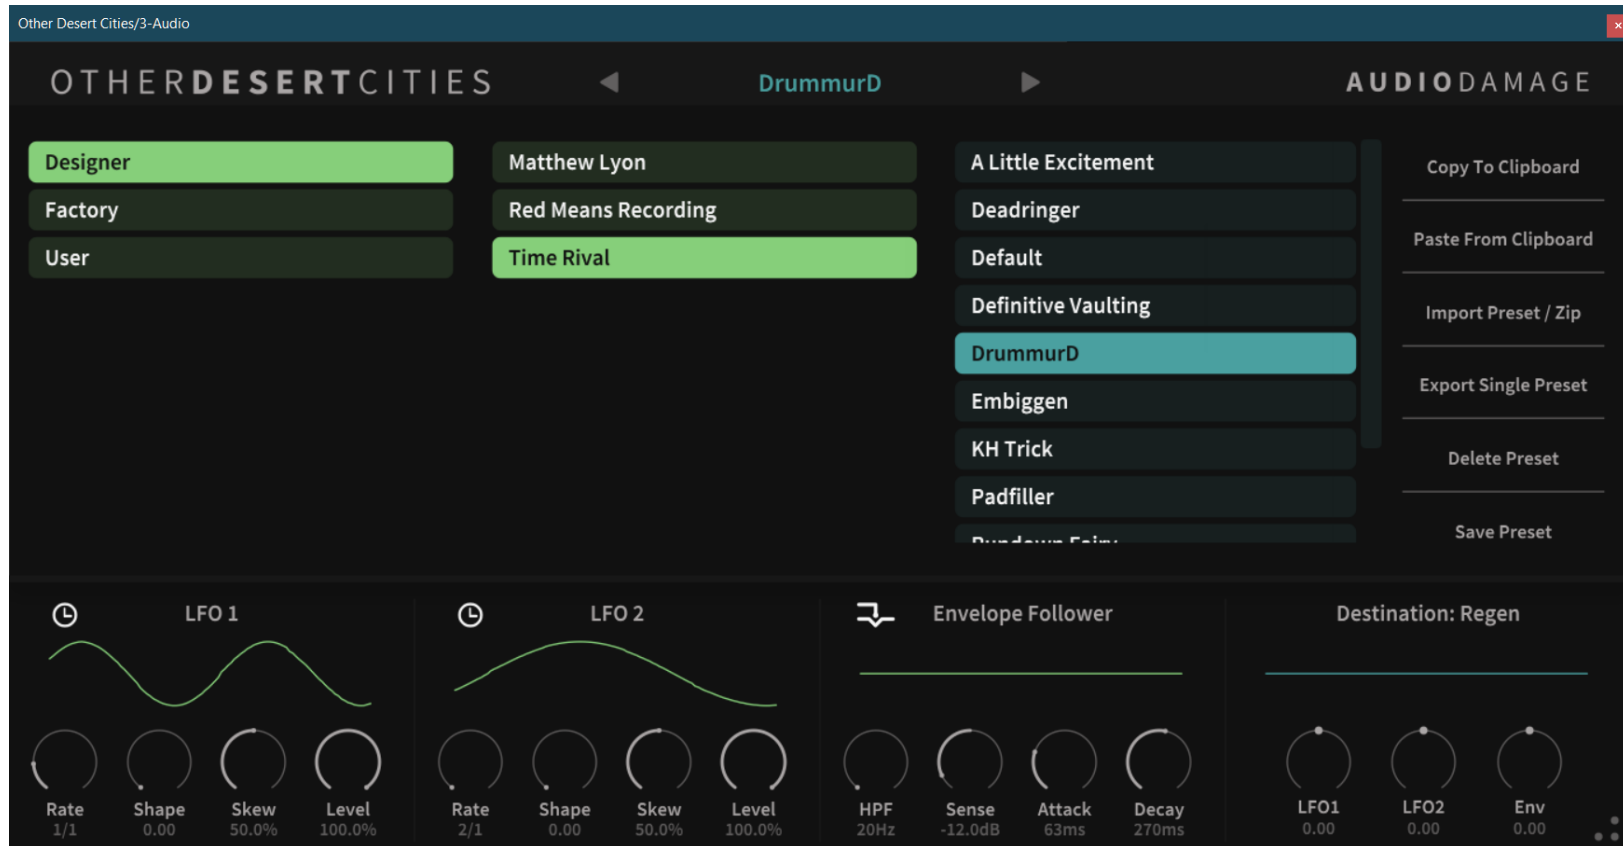 Other Desert Cities/3-Audio
OTHERDESERTCITIES
DrummurD
AUDIODAMAGE
Designer
Factory
User
Matthew Lyon
Red Means Recording
Time Rival
A Little Excitement
Deadringer
Default
Definitive Vaulting
DrummurD
Embiggen
KH Trick
Padfiller
Rundown Fairy
Copy To Clipboard
Paste From Clipboard
Import Preset / Zip
Export Single Preset
Delete Preset
Save Preset
LFO 1
Rate Shape Skew Level
1/1 0.00 50.0% 100.0%
LFO 2
Rate Shape Skew Level
2/1 0.00 50.0% 100.0%
Envelope Follower
HPF Sense Attack Decay
20Hz -12.0dB 63ms 270ms
Destination: Regen
LFO1 LFO2 Env
0.00 0.00 0.00